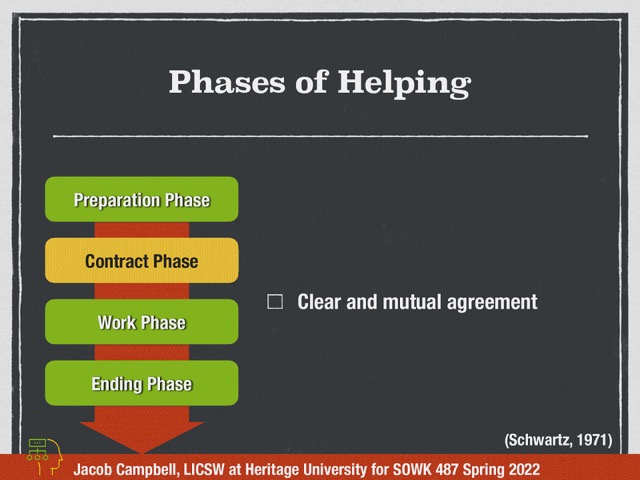 Phases of Helping
Preparation Phase
Contract Phase
Work Phase
Ending Phase
Clear and mutual agreement
(Schwartz, 1971)
Jacob Campbell, LICSW at Heritage University for SOWK 487 Spring 2022